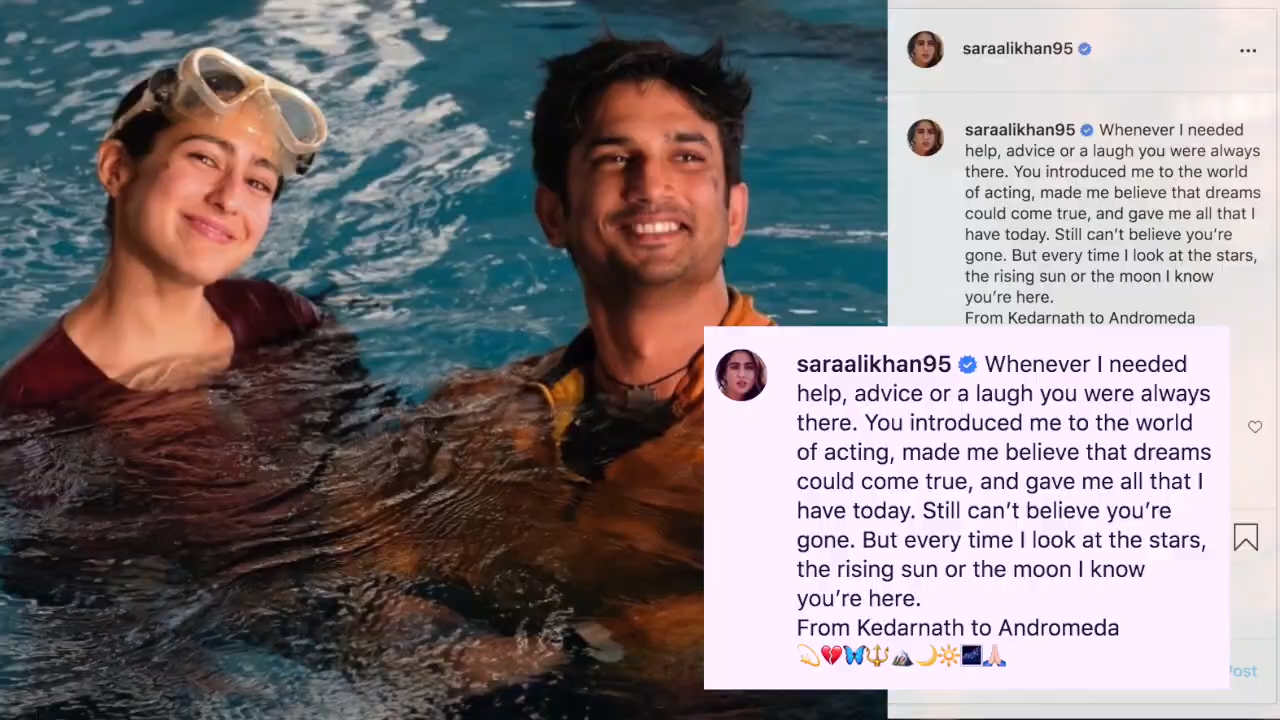 saraalikhan95
saraalikhan95 Whenever I needed
help, advice or a laugh you were always
there. You introduced me to the world
of acting, made me believe that dreams
could come true, and gave me all that I
have today. Still can’t believe you’re
gone. But every time I look at the stars,
the rising sun or the moon I know
you’re here.
From Kedarnath to Andromeda
saraalikhan95 Whenever I needed
help, advice or a laugh you were always
there. You introduced me to the world
of acting, made me believe that dreams
could come true, and gave me all that I
have today. Still can’t believe you’re
gone. But every time I look at the stars,
the rising sun or the moon I know
you’re here.
From Kedarnath to Andromeda
💫💔🦋🔱🏔️🌙🔆🌌🙏🏻
Post